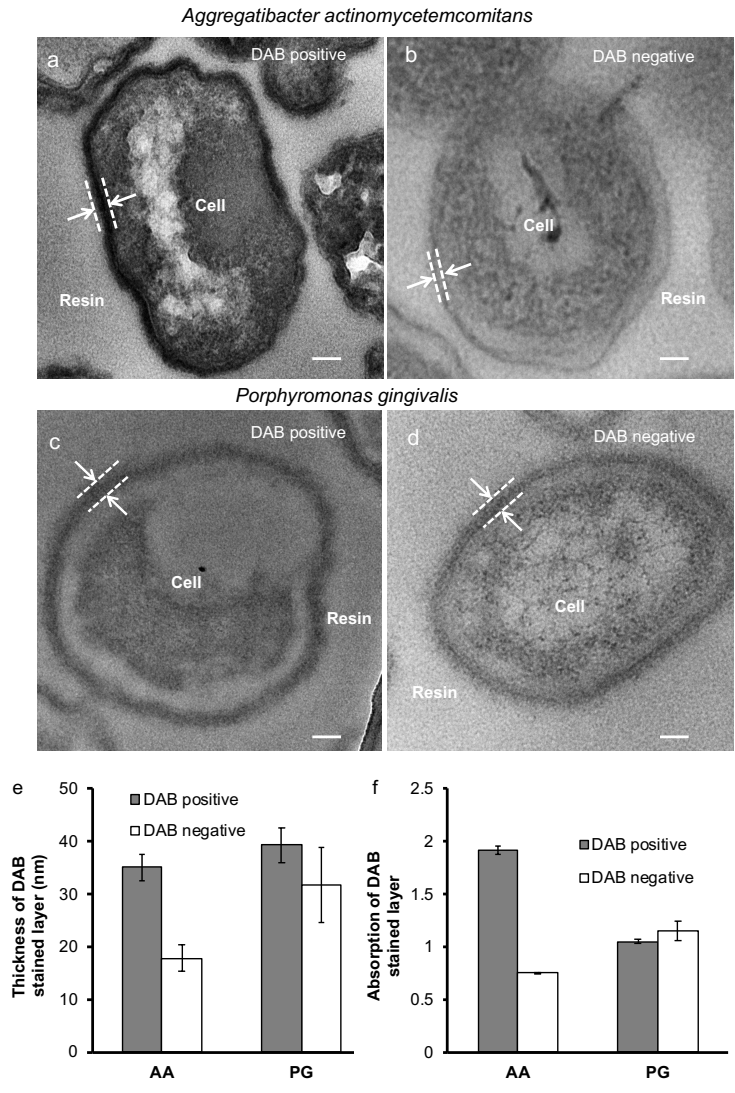 Aggregatibacter actinomycetemcomitans
a
DAB positive
Cell
Resin
b
DAB negative
Cell
Resin
Porphyromonas gingivalis
c
DAB positive
Cell
Resin
d
DAB negative
Cell
Resin
e
Thickness of DAB
stained layer (nm)
50
40
30
20
10
0
DAB positive
DAB negative
AA
PG
f
Absorption of DAB
stained layer
2.5
2
1.5
1
0.5
0
DAB positive
DAB negative
AA
PG